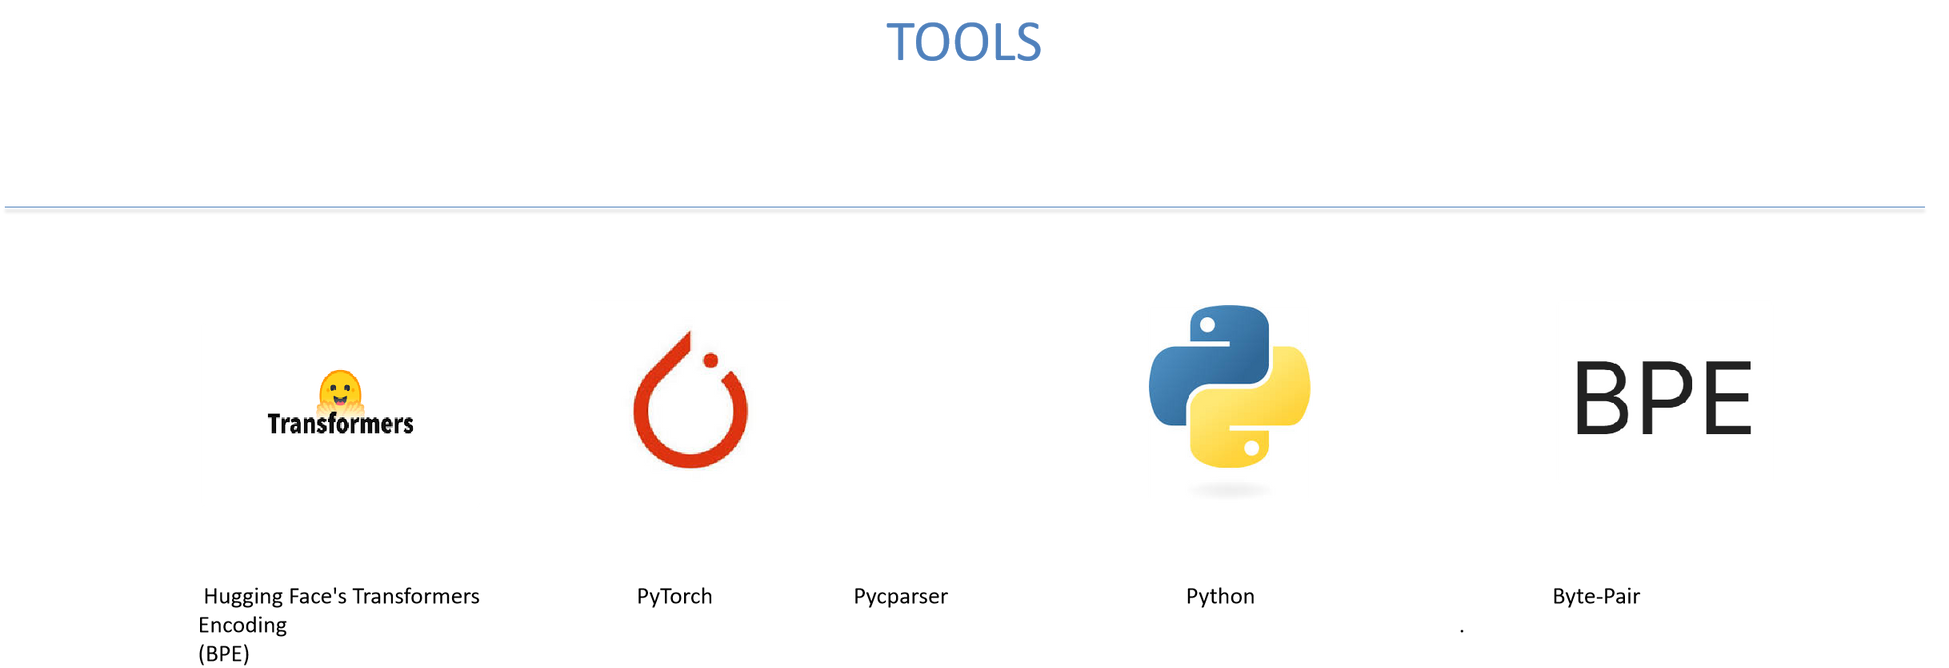 TOOLS
Transformers
BPE
Hugging Face's Transformers PyTorch Pycparser Python Byte-Pair
Encoding .
(BPE)